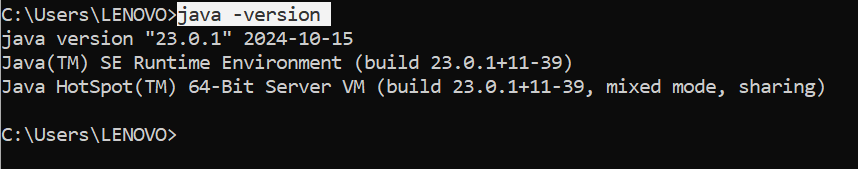 C:\Users\LENOVO>java -version
java version "23.0.1" 2024-10-15
Java(TM) SE Runtime Environment (build 23.0.1+11-39)
Java HotSpot(TM) 64-Bit Server VM (build 23.0.1+11-39, mixed mode, sharing)
C:\Users\LENOVO>